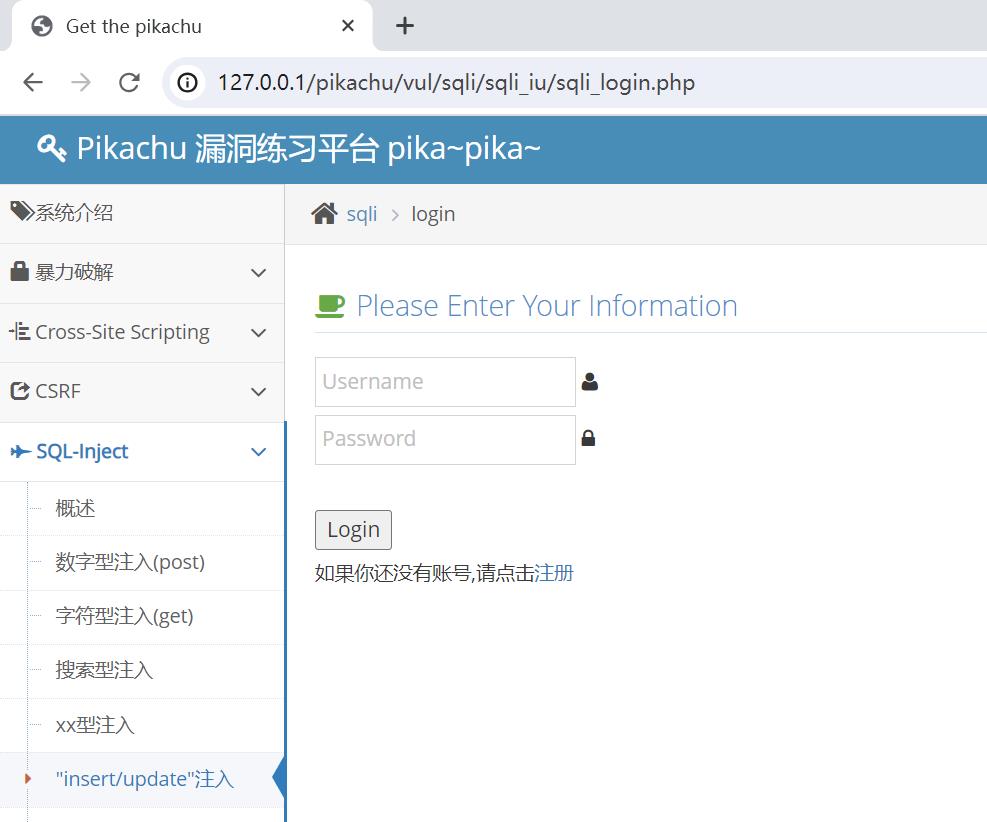 Get the pikachu
127.0.0.1/pikachu/vul/sqli/sqli_iu/sqli_login.php
Pikachu 漏洞练习平台 pika~pika~
系统介绍
暴力破解
Cross-Site Scripting
CSRF
SQL-Inject
概述
数字型注入(post)
字符型注入(get)
搜索型注入
xx型注入
"insert/update"注入
sqli > login
Please Enter Your Information
Username
Password
Login
如果你还没有账号,请点击注册